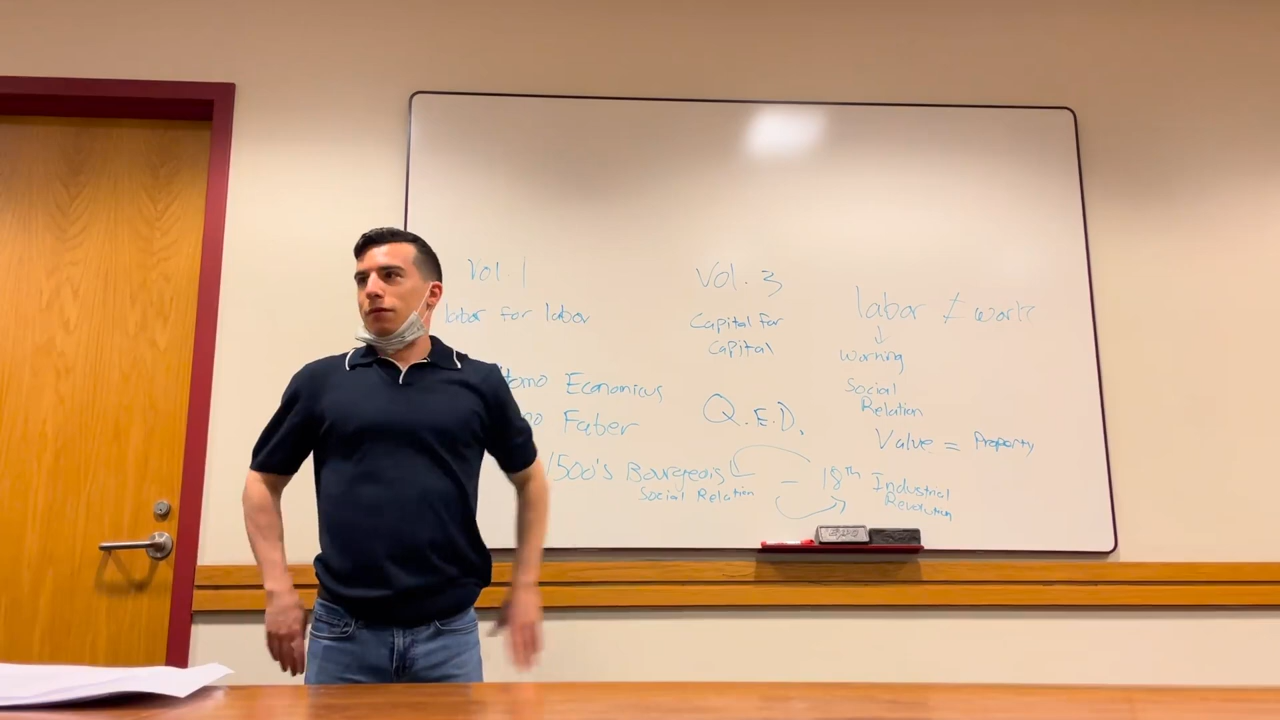 Vol. 1
labor for labor
Homo Economicus
Faber
1500's Bourgeois
Social Relation
Vol. 3
Capital for
Capital
Q.E.D.
– 18th Industrial
Revolution
labor ≠ work
↓
Working
Social
Relation
Value = Property